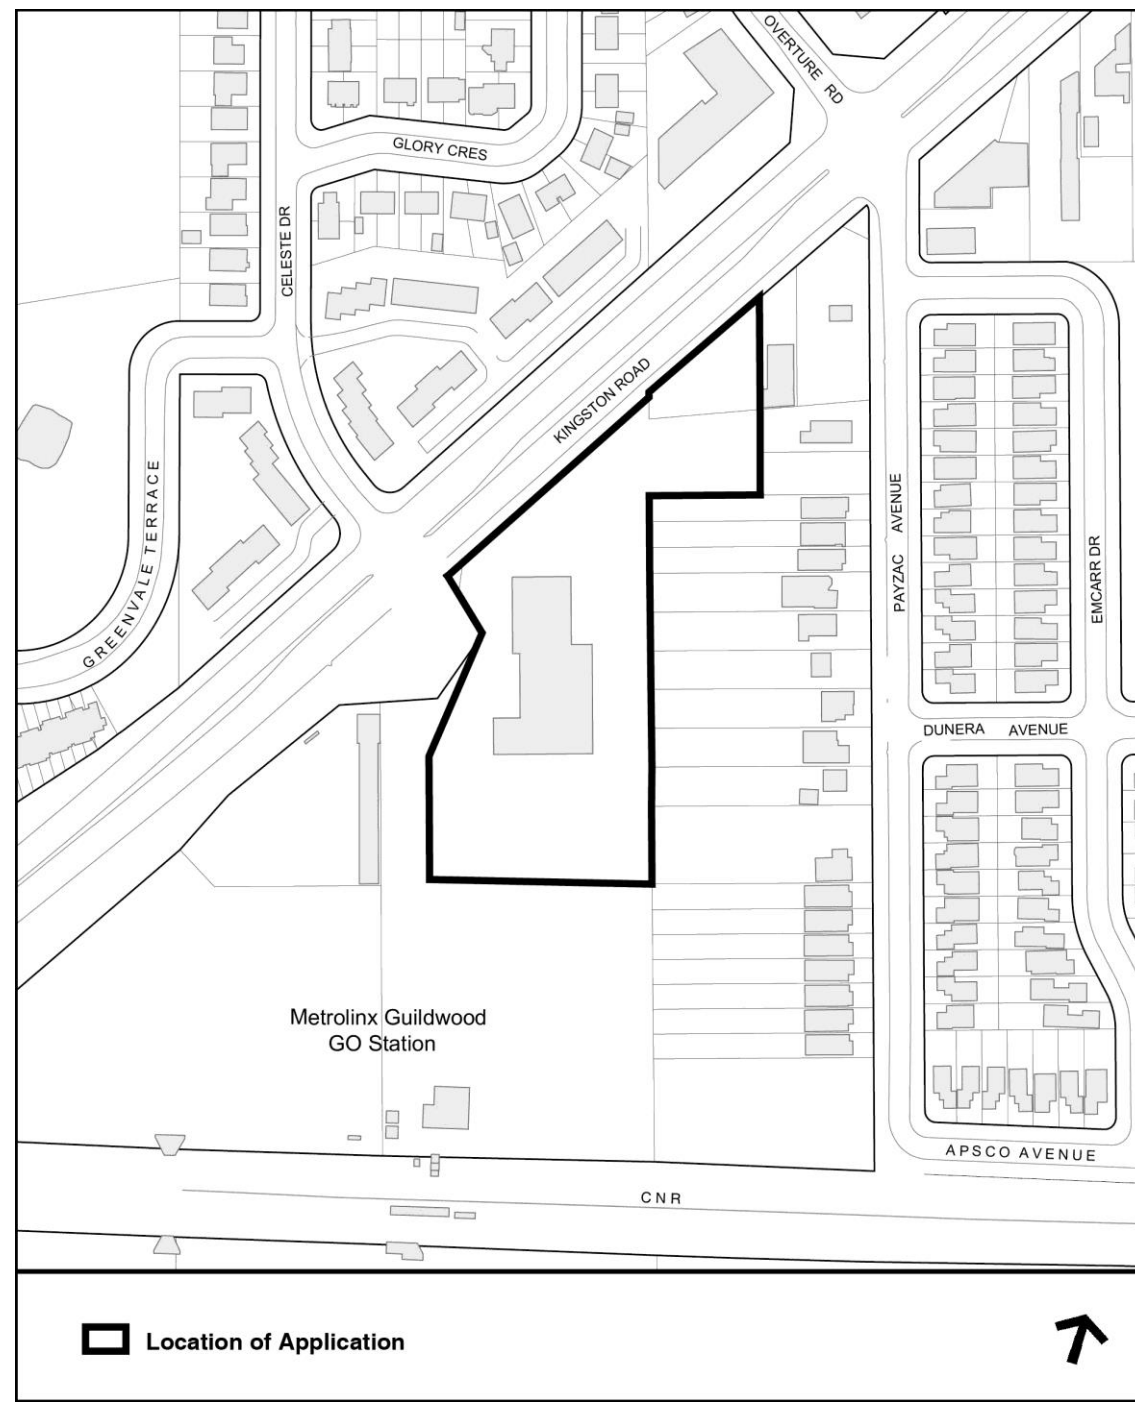 OVERTURE RD
GLORY CRES
CELESTE DR
KINGSTON ROAD
GREENVALE TERRACE
PAYZAC AVENUE
EMCARR DR
DUNERA AVENUE
Metrolinx Guildwood
GO Station
APSCO AVENUE
CNR
Location of Application